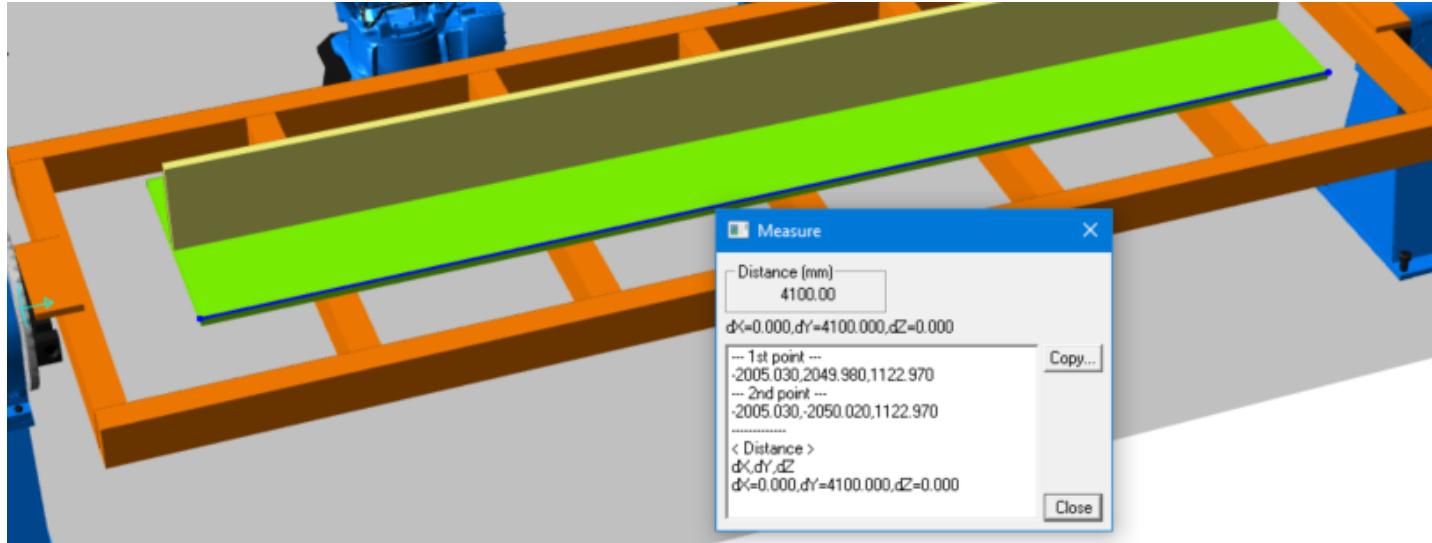 Measure
Distance (mm)
4100.00
dX=0.000,dY=4100.000,dZ=0.000
--- 1st point ---
-2005.030,2049.980,1122.970
--- 2nd point ---
-2005.030,-2050.020,1122.970
---------------
< Distance >
dX,dY,dZ
dX=0.000,dY=4100.000,dZ=0.000
Copy...
Close